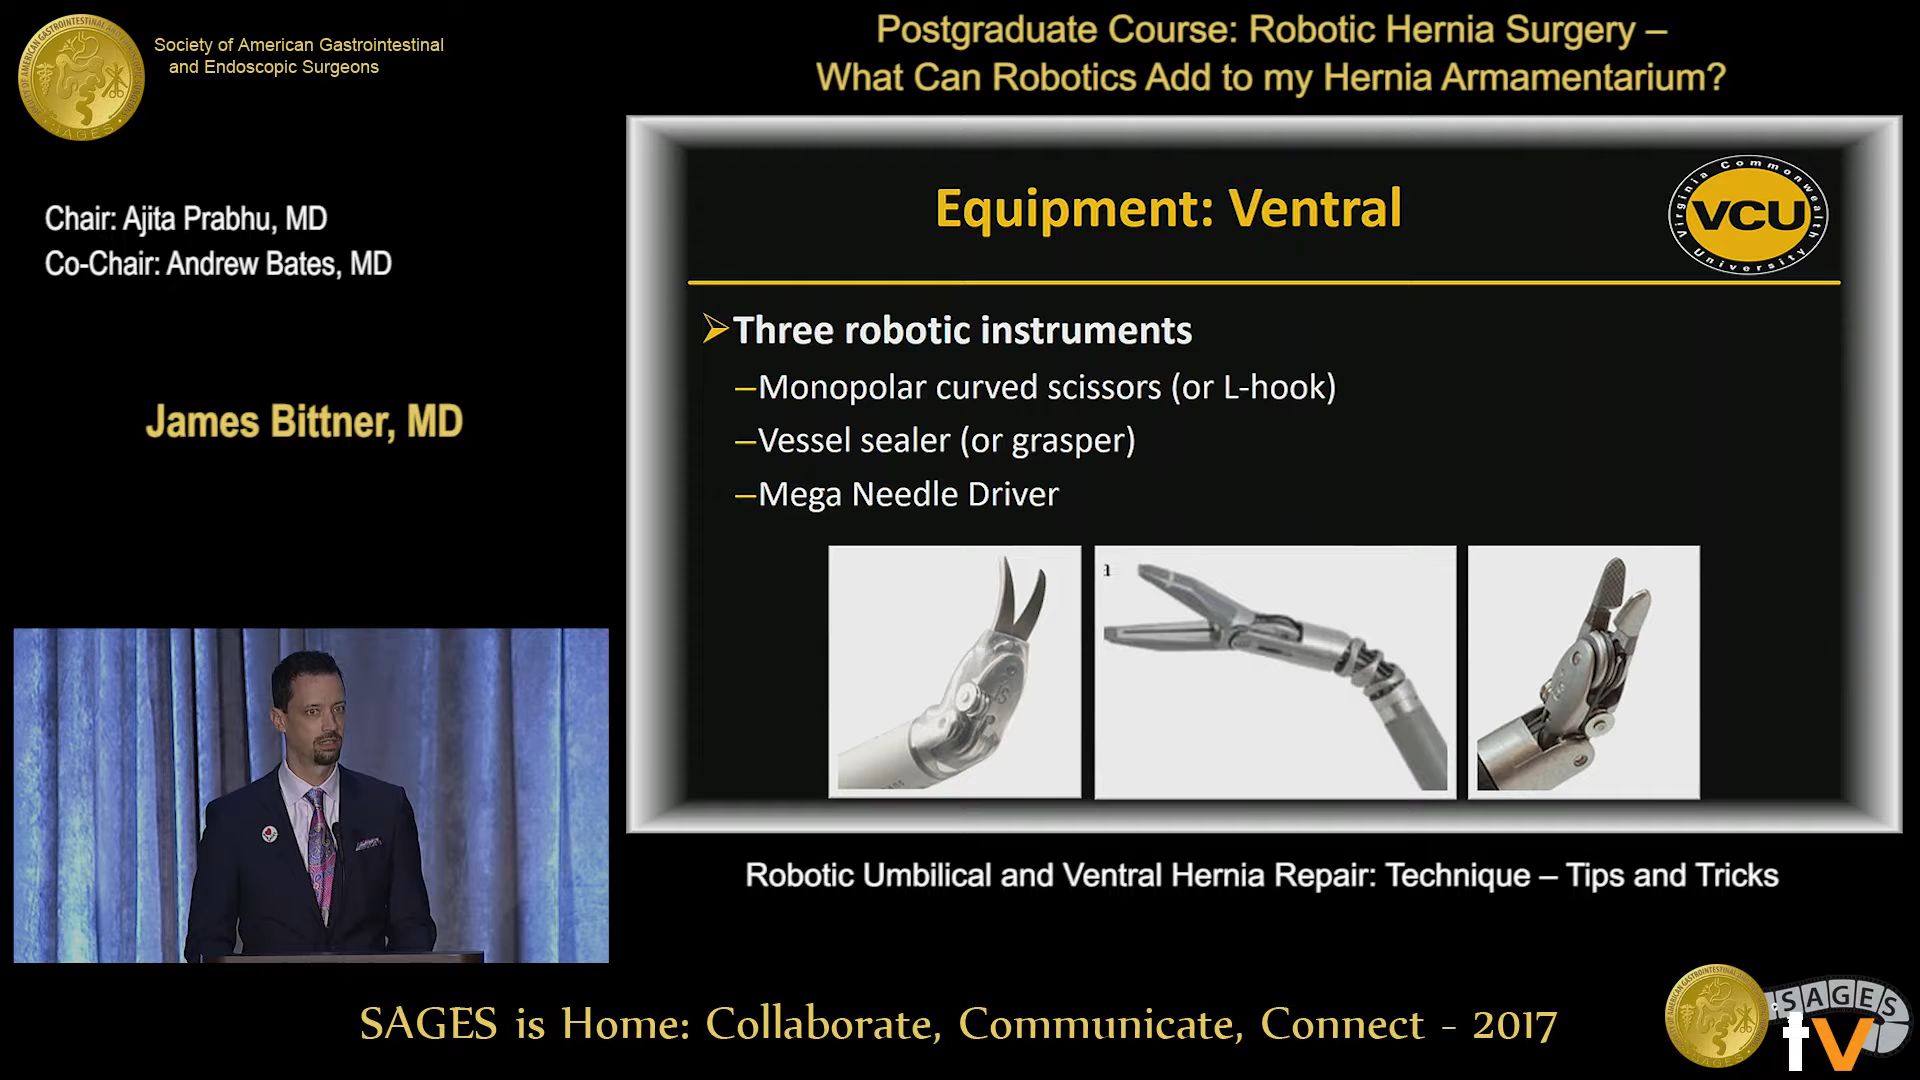 Society of American Gastrointestinal
and Endoscopic Surgeons
Postgraduate Course: Robotic Hernia Surgery –
What Can Robotics Add to my Hernia Armamentarium?
Chair: Ajita Prabhu, MD
Co-Chair: Andrew Bates, MD
James Bittner, MD
Equipment: Ventral
Virginia Commonwealth
VCU
University
➢Three robotic instruments
–Monopolar curved scissors (or L-hook)
–Vessel sealer (or grasper)
–Mega Needle Driver
a
Robotic Umbilical and Ventral Hernia Repair: Technique – Tips and Tricks
SAGES is Home: Collaborate, Communicate, Connect - 2017
SAGES
tv